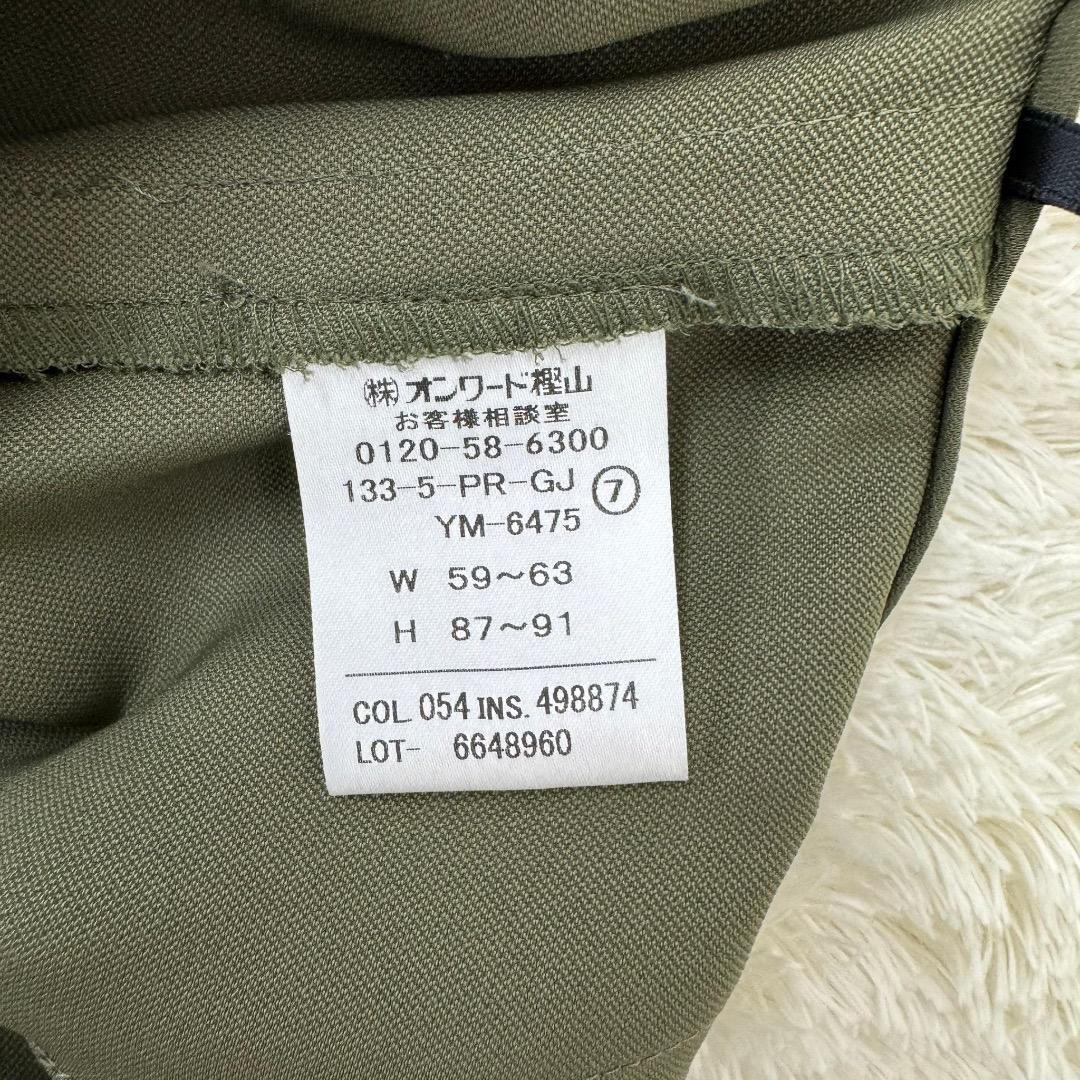 (株)オンワード樫山
お客様相談室
0120-58-6300
133-5-PR-GJ ⑦
YM-6475
W 59～63
H 87～91
COL 054 INS. 498874
LOT- 6648960